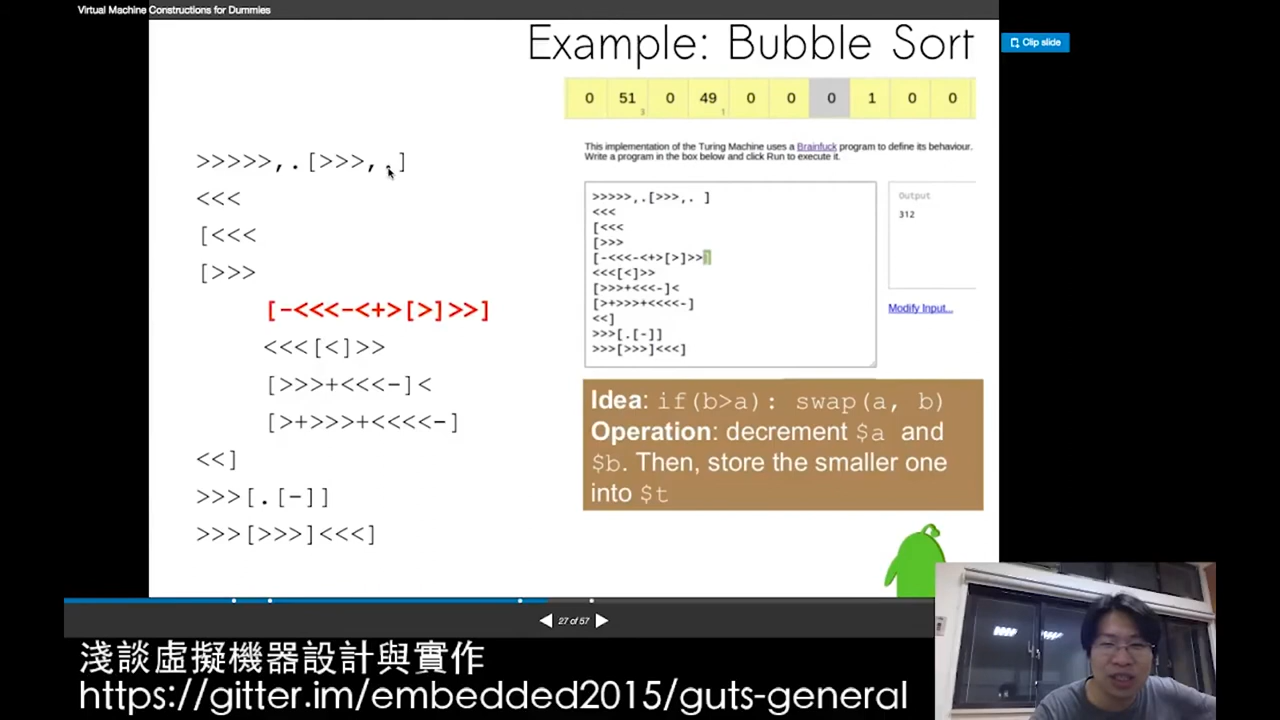 Virtual Machine Constructions for Dummies
Example: Bubble Sort
Clip slide
0 51 0 49 0 0 0 1 0 0
3 1
This implementation of the Turing Machine uses a Brainfuck program to define its behaviour.
Write a program in the box below and click Run to execute it.
>>>>>,.[>>>,.]
<<<
[<<<
[>>>
[-<<<-<+>[>]>>]
<<<[<]>>
[>>>+<<<-]<
[>+>>>+<<<<-]
<<]
>>>[.[-]]
>>>[>>>]<<<]
>>>>>,.[>>>,. ]
<<<
[<<<
[>>>
[-<<<-<+>[>]>>]
<<<[<]>>
[>>>+<<<-]<
[>+>>>+<<<<-]
<<]
>>>[.[-]]
>>>[>>>]<<<]
Output
312
Modify Input...
Idea: if(b>a): swap(a, b)
Operation: decrement $a and
$b. Then, store the smaller one
into $t
27 of 57
淺談虛擬機器設計與實作
https://gitter.im/embedded2015/guts-general